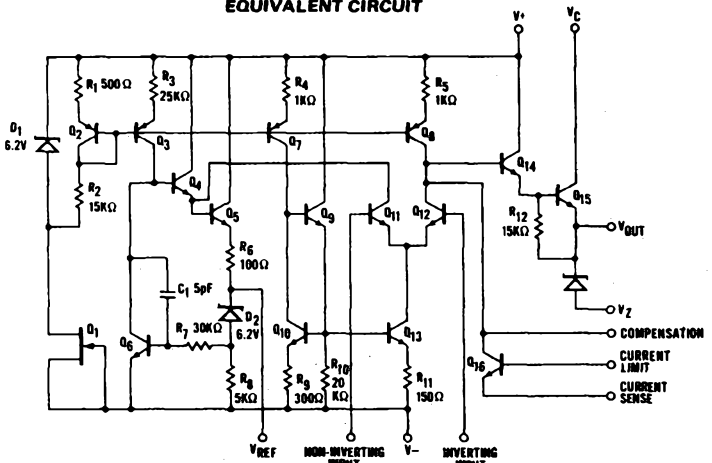 EQUIVALENT CIRCUIT
V+
VC
R1 500Ω
R3
25KΩ
R4
1KΩ
R5
1KΩ
D1
6.2V
Q2
Q3
Q7
Q8
Q14
Q4
Q15
R2
15KΩ
Q5
Q9
Q11
Q12
R12
15KΩ
VOUT
R6
100Ω
C1 5pF
D2
6.2V
VZ
Q1
R7 30KΩ
Q6
Q10
Q13
COMPENSATION
Q16
CURRENT
LIMIT
R8
5KΩ
R9
300Ω
R10
20
KΩ
R11
150Ω
CURRENT
SENSE
VREF
NON-INVERTING
V-
INVERTING